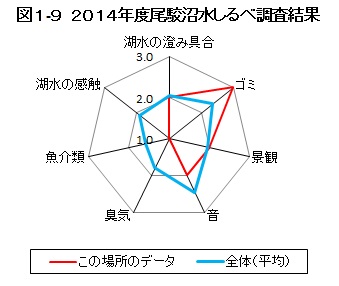 図1-9 2014年度尾駮沼水しるべ調査結果
湖水の澄み具合
3.0
湖水の感触
ゴミ
2.0
魚介類
1.0
景観
臭気
音
この場所のデータ
全体(平均)